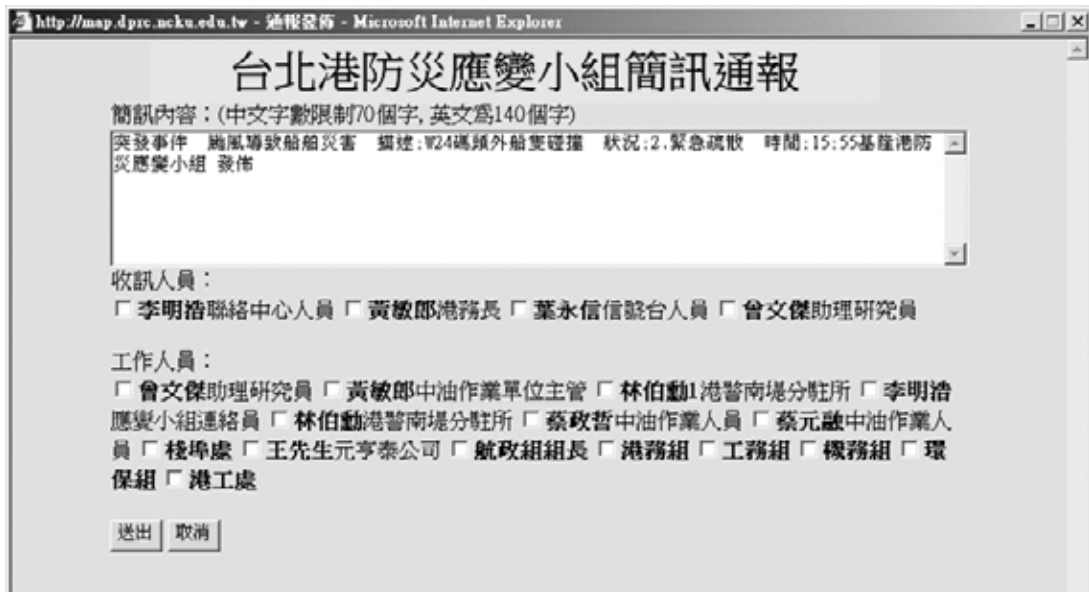 http://map.dprc.ncku.edu.tw - 通報發佈 - Microsoft Internet Explorer
台北港防災應變小組簡訊通報
簡訊內容：(中文字數限制70個字, 英文為140個字)
突發事件 颱風導致船舶災害 描述:W24碼頭外船隻碰撞 狀況:2.緊急疏散 時間:15:55基隆港防
災應變小組 發佈
收訊人員：
李明浩聯絡中心人員 黃敏郎港務長 葉永信信號台人員 曾文傑助理研究員
工作人員：
曾文傑助理研究員 黃敏郎中油作業單位主管 林伯勳1港警南堤分駐所 李明浩
應變小組連絡員 林伯勳港警南堤分駐所 蔡政哲中油作業人員 蔡元融中油作業人
員 棧埠處 王先生元亨泰公司 航政組組長 港務組 工務組 機務組 環
保組 港工處
送出 取消